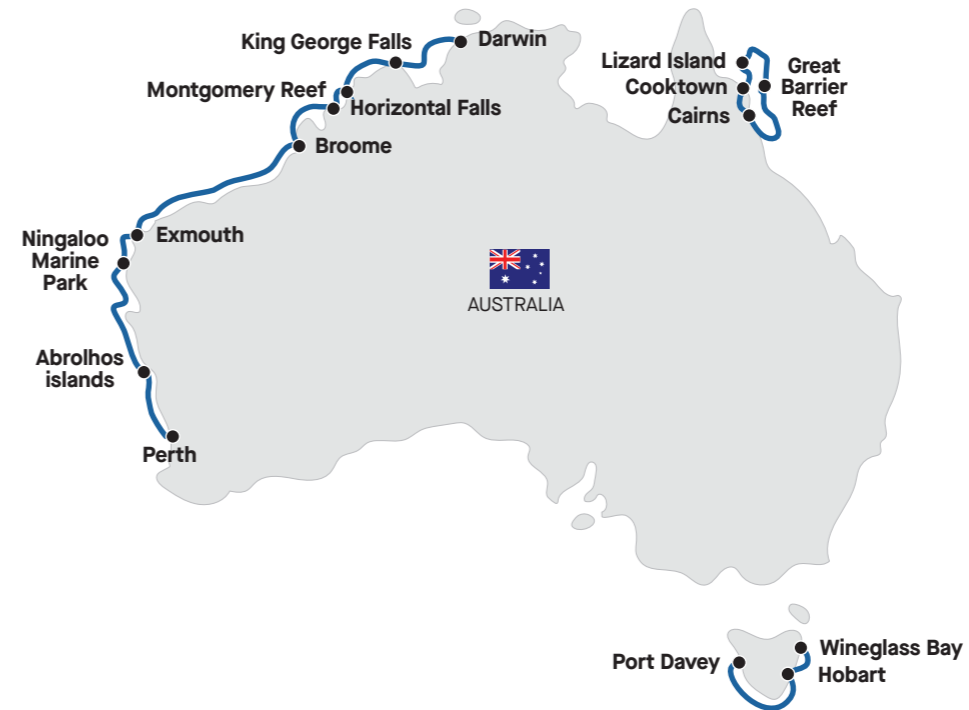 King George Falls
Darwin
Montgomery Reef
Horizontal Falls
Broome
Lizard Island
Cooktown
Cairns
Great
Barrier
Reef
Exmouth
Ningaloo
Marine
Park
AUSTRALIA
Abrolhos
islands
Perth
Port Davey
Wineglass Bay
Hobart